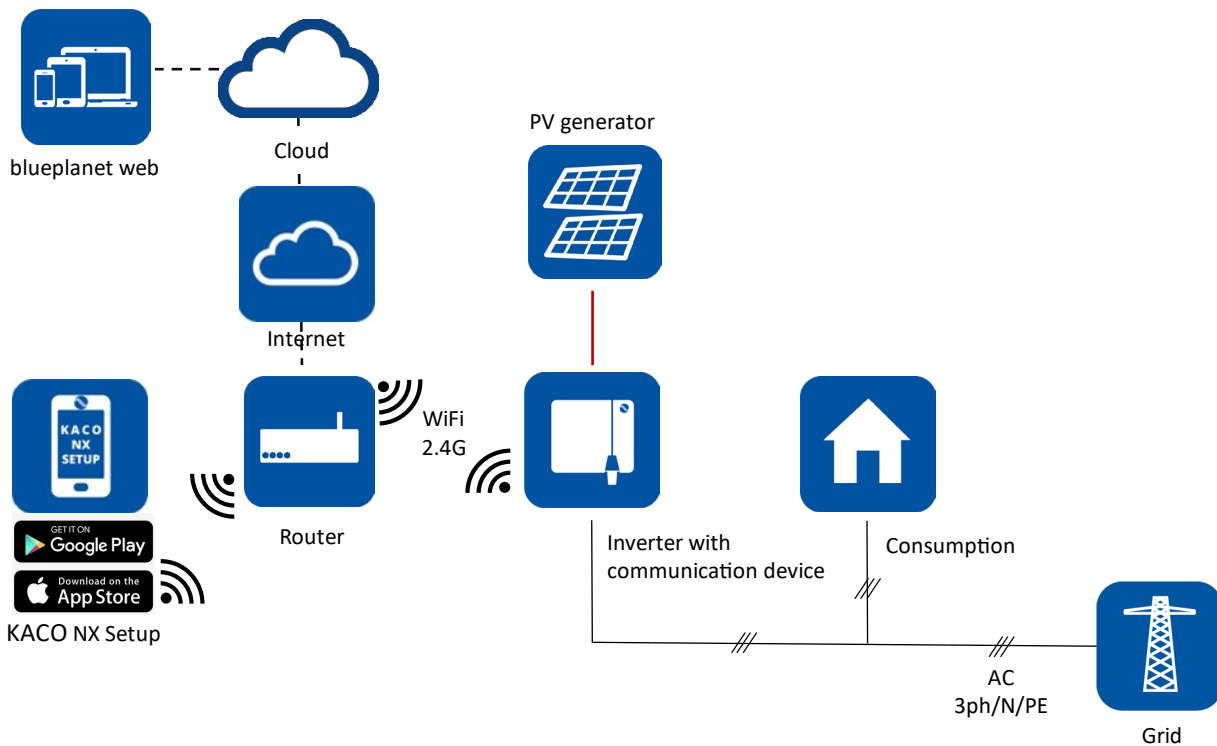 blueplanet web
Cloud
Internet
PV generator
KACO
NX
SETUP
GET IT ON
Google Play
Download on the
App Store
KACO NX Setup
Router
WiFi
2.4G
Inverter with
communication device
Consumption
AC
3ph/N/PE
Grid